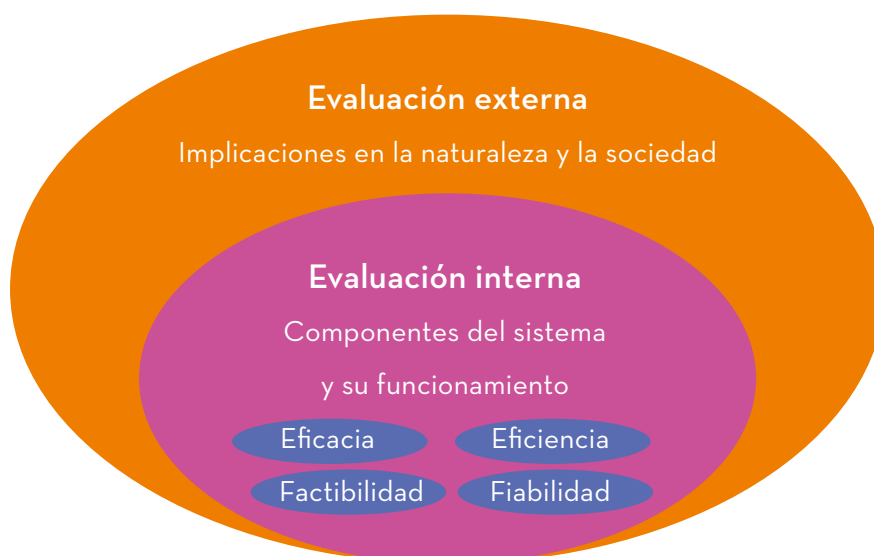 Evaluación externa
Implicaciones en la naturaleza y la sociedad
Evaluación interna
Componentes del sistema
y su funcionamiento
Eficacia
Eficiencia
Factibilidad
Fiabilidad